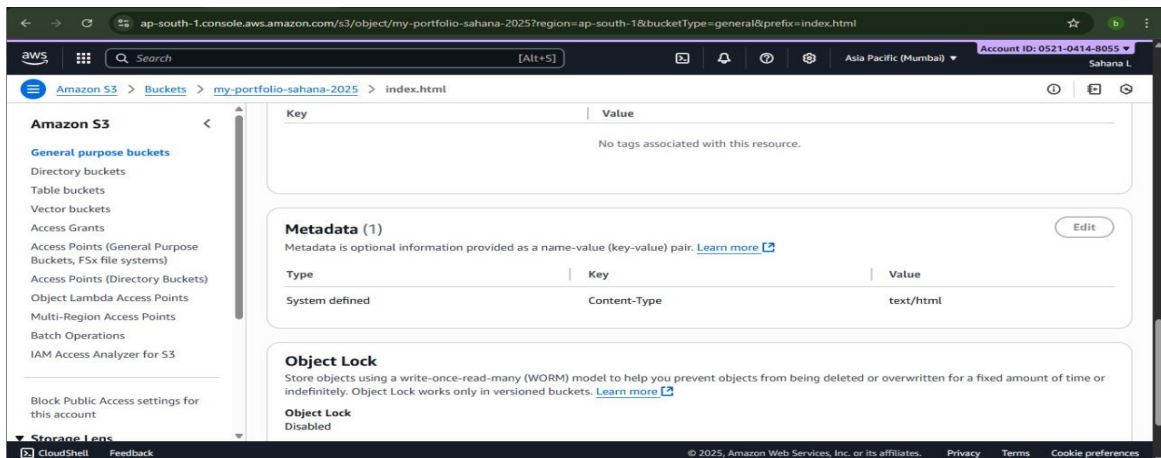 ap-south-1.console.aws.amazon.com/s3/object/my-portfolio-sahana-2025?region=ap-south-1&bucketType=general&prefix=index.html
b
aws
Search
[Alt+S]
Asia Pacific (Mumbai)
Account ID: 0521-0414-8055
Sahana L
Amazon S3 > Buckets > my-portfolio-sahana-2025 > index.html
Amazon S3
General purpose buckets
Directory buckets
Table buckets
Vector buckets
Access Grants
Access Points (General Purpose
Buckets, FSx file systems)
Access Points (Directory Buckets)
Object Lambda Access Points
Multi-Region Access Points
Batch Operations
IAM Access Analyzer for S3
Block Public Access settings for
this account
Storage Lens
Key Value
No tags associated with this resource.
Metadata (1)
Edit
Metadata is optional information provided as a name-value (key-value) pair. Learn more
Type Key Value
System defined Content-Type text/html
Object Lock
Store objects using a write-once-read-many (WORM) model to help you prevent objects from being deleted or overwritten for a fixed amount of time or
indefinitely. Object Lock works only in versioned buckets. Learn more
Object Lock
Disabled
CloudShell Feedback © 2025, Amazon Web Services, Inc. or its affiliates. Privacy Terms Cookie preferences